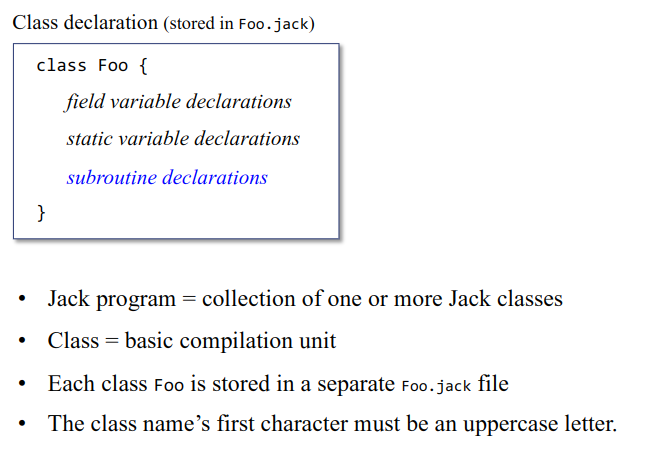 Class declaration (stored in Foo.jack)
class Foo {
field variable declarations
static variable declarations
subroutine declarations
}
• Jack program = collection of one or more Jack classes
• Class = basic compilation unit
• Each class Foo is stored in a separate Foo.jack file
• The class name’s first character must be an uppercase letter.